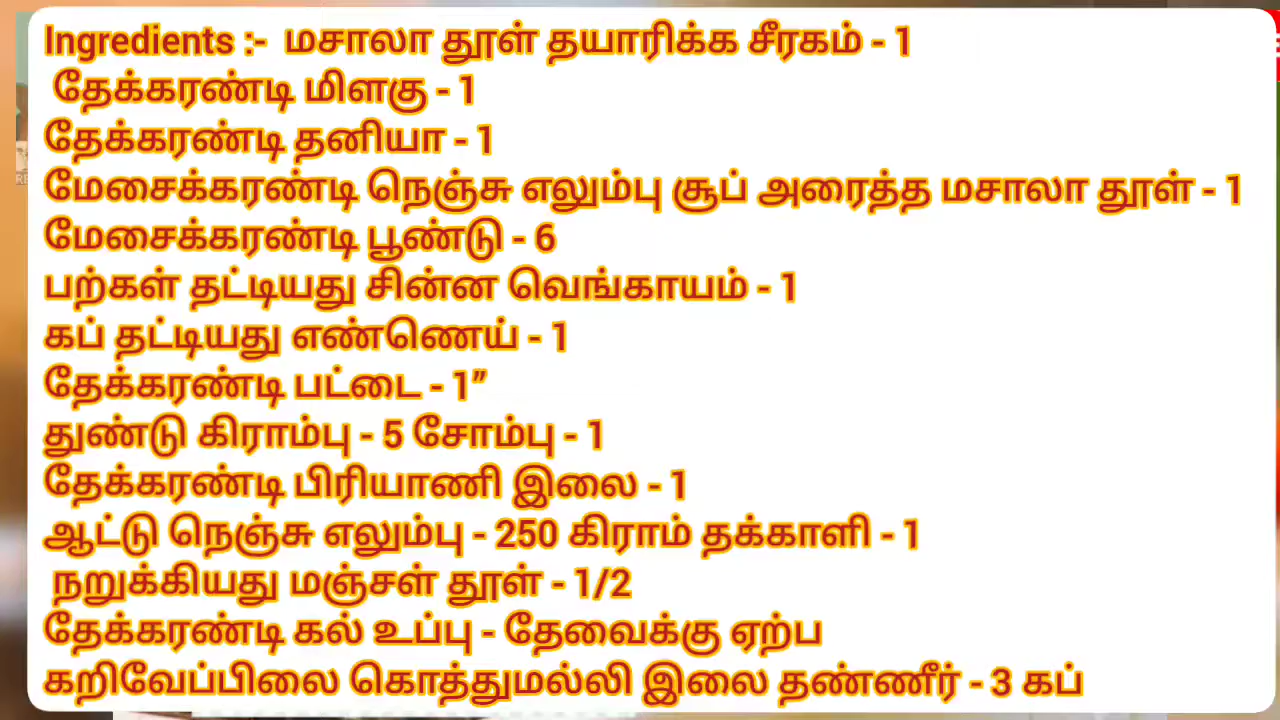 Ingredients :- மசாலா தூள் தயாரிக்க சீரகம் - 1
தேக்கரண்டி மிளகு - 1
தேக்கரண்டி தனியா - 1
மேசைக்கரண்டி நெஞ்சு எலும்பு சூப் அரைத்த மசாலா தூள் - 1
மேசைக்கரண்டி பூண்டு - 6
பற்கள் தட்டியது சின்ன வெங்காயம் - 1
கப் தட்டியது எண்ணெய் - 1
தேக்கரண்டி பட்டை - 1”
துண்டு கிராம்பு - 5 சோம்பு - 1
தேக்கரண்டி பிரியாணி இலை - 1
ஆட்டு நெஞ்சு எலும்பு - 250 கிராம் தக்காளி - 1
நறுக்கியது மஞ்சள் தூள் - 1/2
தேக்கரண்டி கல் உப்பு - தேவைக்கு ஏற்ப
கறிவேப்பிலை கொத்துமல்லி இலை தண்ணீர் - 3 கப்